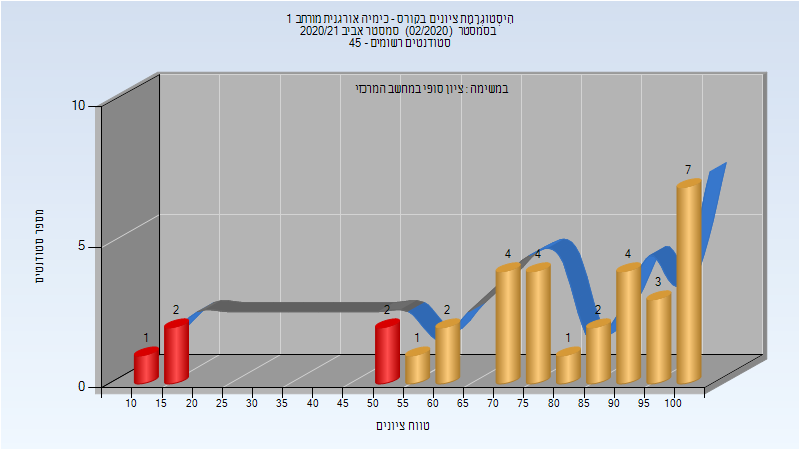 היסטוגרמת ציונים בקורס - כימיה אורגנית מורחב 1
בסמסטר (02/2020) סמסטר אביב 2020/21
סטודנטים רשומים - 45
במשימה : ציון סופי במחשב המרכזי
מספר סטודנטים
10
5
0
1
2
2
1
2
4
4
1
2
4
3
7
10 15 20 25 30 35 40 45 50 55 60 65 70 75 80 85 90 95 100
טווח ציונים